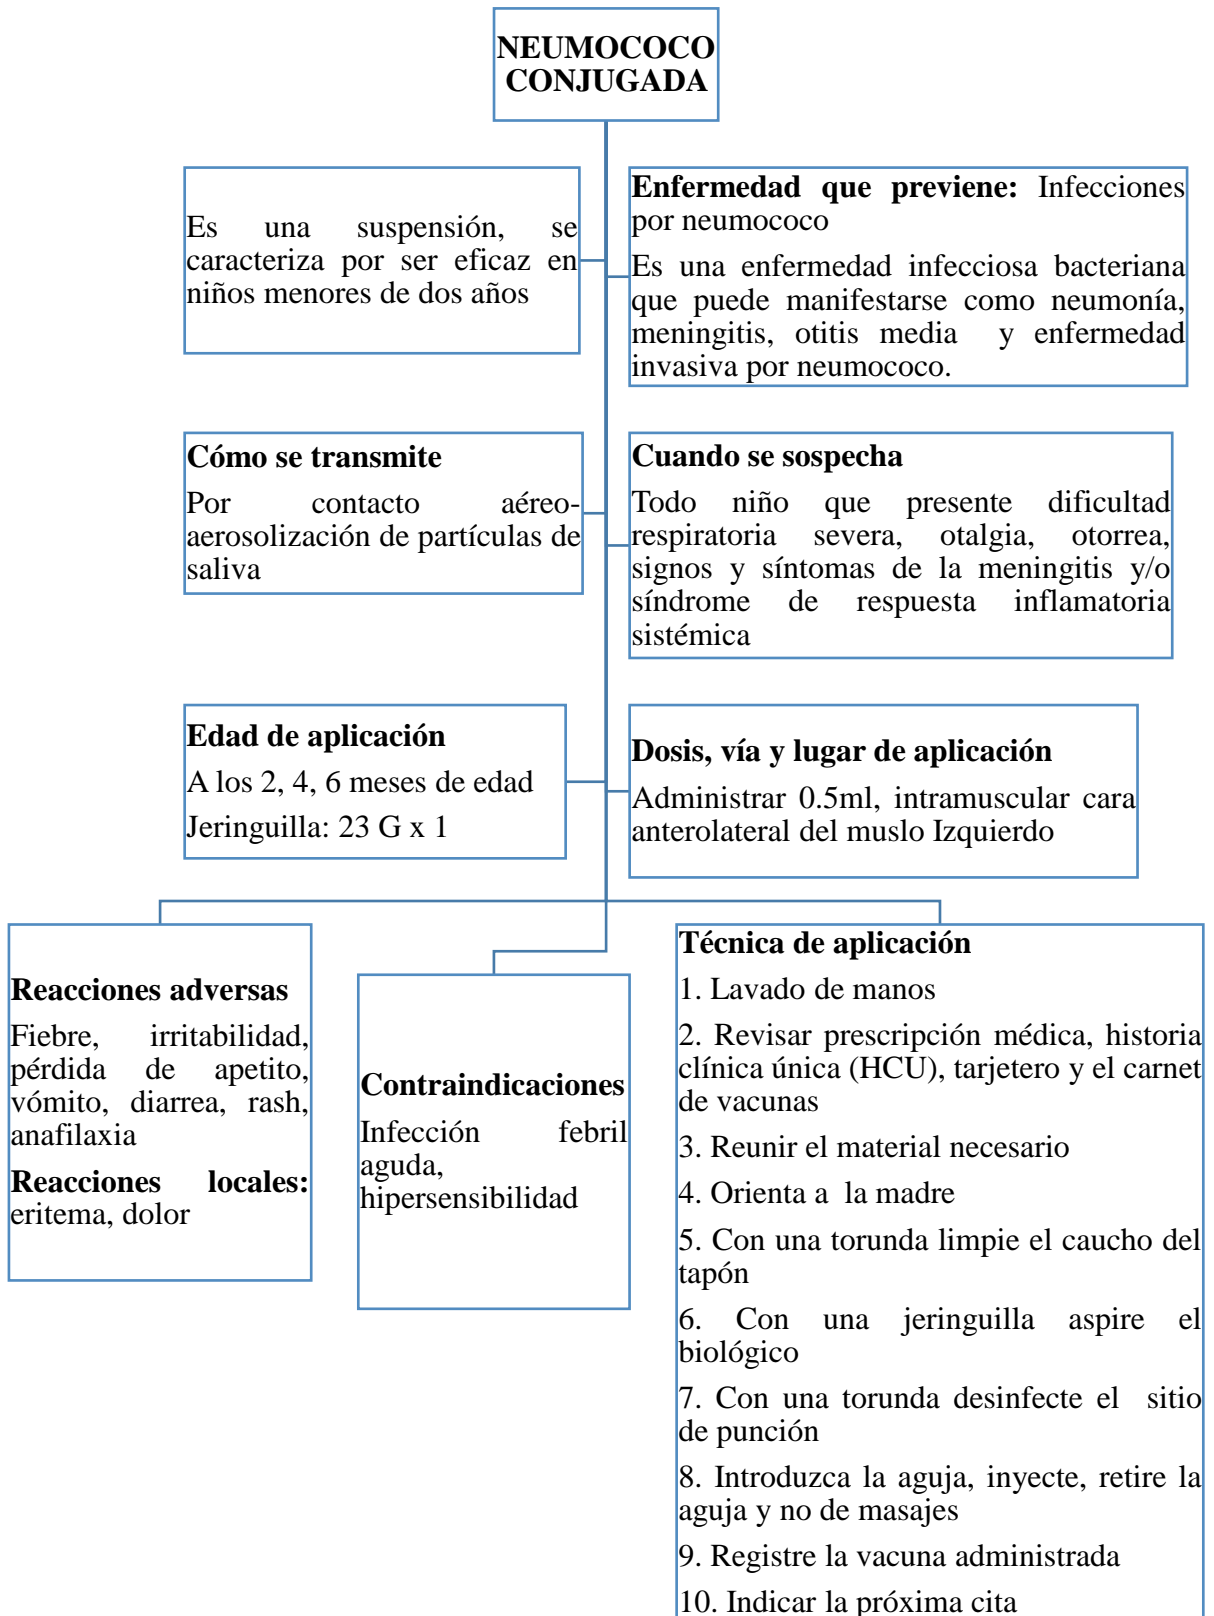 NEUMOCOCO
CONJUGADA
Es una suspensión, se
caracteriza por ser eficaz en
niños menores de dos años
Enfermedad que previene: Infecciones
por neumococo
Es una enfermedad infecciosa bacteriana
que puede manifestarse como neumonía,
meningitis, otitis media y enfermedad
invasiva por neumococo.
Cómo se transmite
Por contacto aéreo-
aerosolización de partículas de
saliva
Cuando se sospecha
Todo niño que presente dificultad
respiratoria severa, otalgia, otorrea,
signos y síntomas de la meningitis y/o
síndrome de respuesta inflamatoria
sistémica
Edad de aplicación
A los 2, 4, 6 meses de edad
Jeringuilla: 23 G x 1
Dosis, vía y lugar de aplicación
Administrar 0.5ml, intramuscular cara
anterolateral del muslo Izquierdo
Reacciones adversas
Fiebre, irritabilidad,
pérdida de apetito,
vómito, diarrea, rash,
anafilaxia
Reacciones locales:
eritema, dolor
Contraindicaciones
Infección febril
aguda,
hipersensibilidad
Técnica de aplicación
1. Lavado de manos
2. Revisar prescripción médica, historia
clínica única (HCU), tarjetero y el carnet
de vacunas
3. Reunir el material necesario
4. Orienta a la madre
5. Con una torunda limpie el caucho del
tapón
6. Con una jeringuilla aspire el
biológico
7. Con una torunda desinfecte el sitio
de punción
8. Introduzca la aguja, inyecte, retire la
aguja y no de masajes
9. Registre la vacuna administrada
10. Indicar la próxima cita